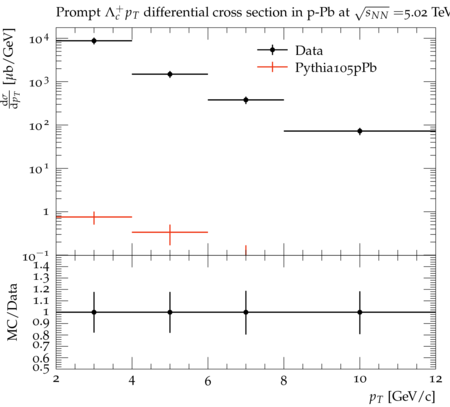 Prompt Λc+ pT differential cross section in p-Pb at √sNN =5.02 TeV
dσ/dpT [μb/GeV]
10^4
10^3
10^2
10^1
1
10^−1
Data
Pythia105pPb
MC/Data
1.4
1.3
1.2
1.1
1
0.9
0.8
0.7
0.6
0.5
2 4 6 8 10 12
pT [GeV/c]